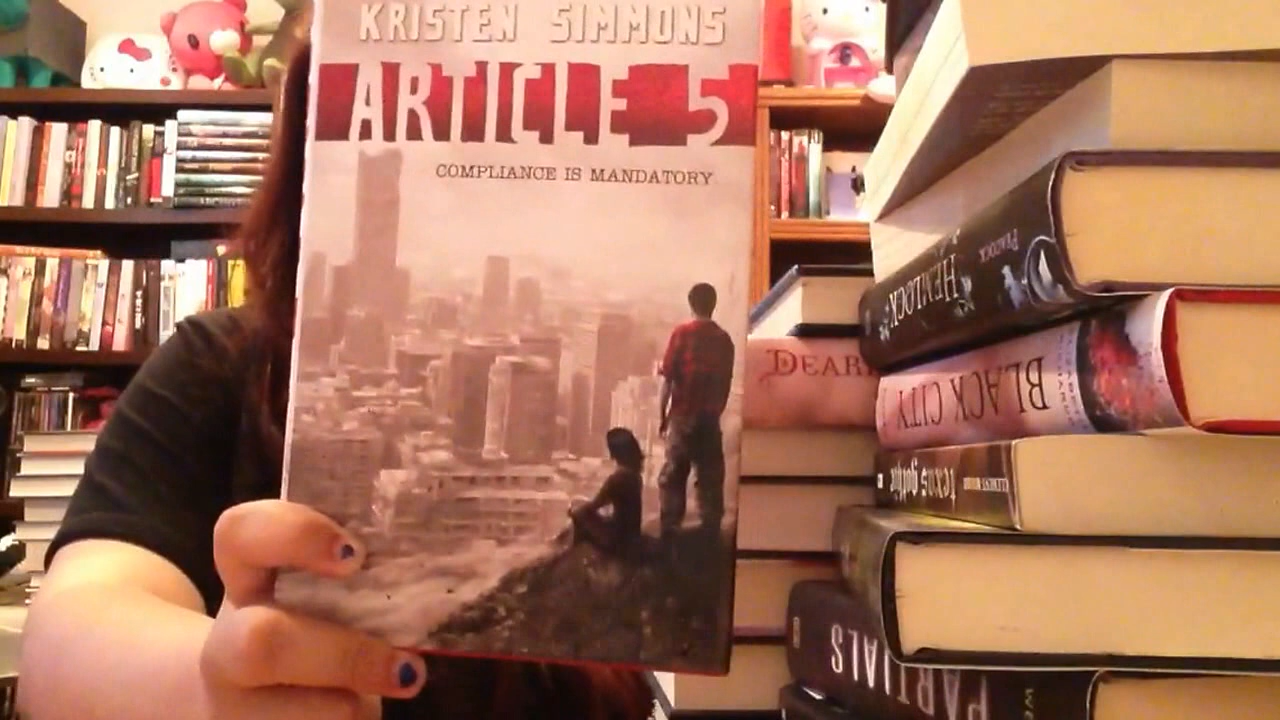 KRISTEN SIMMONS
ARTICLE 5
COMPLIANCE IS MANDATORY
PEACOCK
HEMLOCK
DEAR
BLACK CITY
texas gothic
PARTIALS